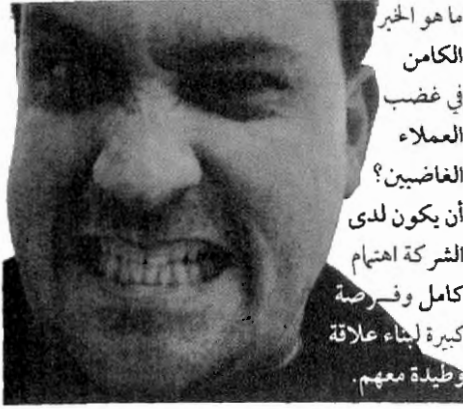 ما هو الخير
الكامن
في غضب
العملاء
الغاضبين؟
أن يكون لدى
الشركة اهتمام
كامل وفرصة
كبيرة لبناء علاقة
وطيدة معهم.